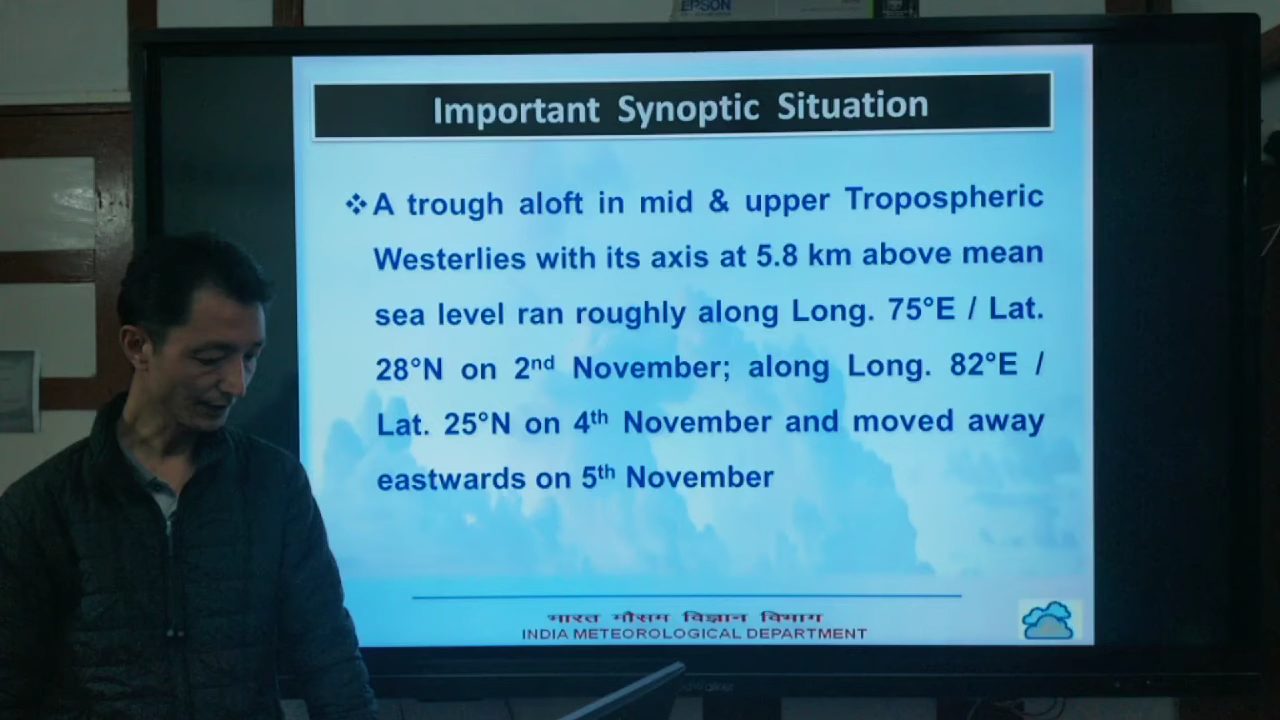 EPSON
Important Synoptic Situation
❖A trough aloft in mid & upper Tropospheric
Westerlies with its axis at 5.8 km above mean
sea level ran roughly along Long. 75°E / Lat.
28°N on 2nd November; along Long. 82°E /
Lat. 25°N on 4th November and moved away
eastwards on 5th November
भारत मौसम विज्ञान विभाग
INDIA METEOROLOGICAL DEPARTMENT